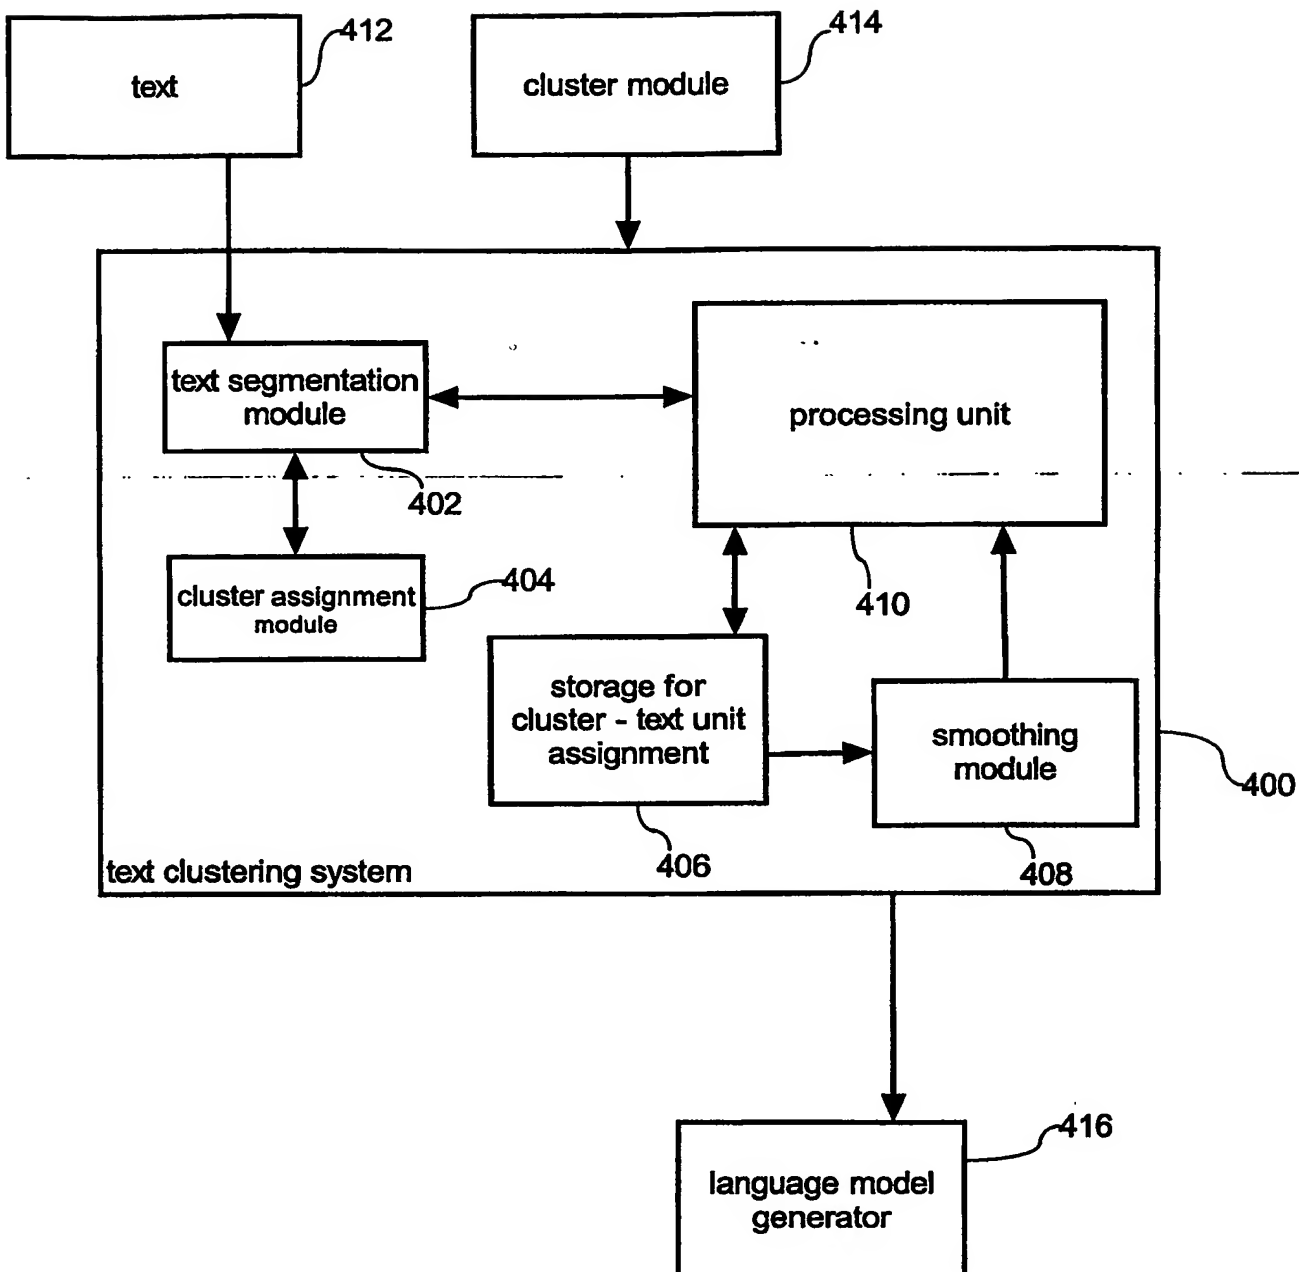 412
414
text
cluster module
text segmentation
module
processing unit
402
cluster assignment
module
404
410
storage for
cluster - text unit
assignment
smoothing
module
400
406
408
text clustering system
416
language model
generator